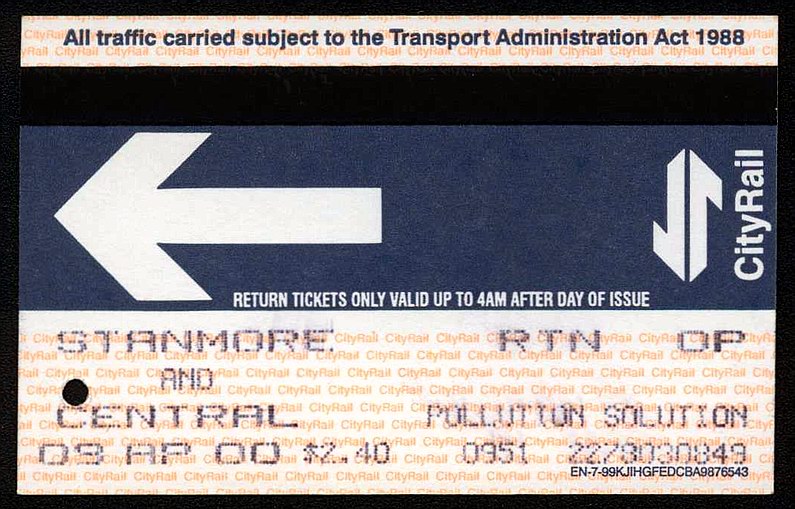 All traffic carried subject to the Transport Administration Act 1988
CityRail
RETURN TICKETS ONLY VALID UP TO 4AM AFTER DAY OF ISSUE
STANMORE RTN OP
AND
CENTRAL POLLUTION SOLUTION
09 AP 00 $2.40 0951 22/8030849
EN-7-99KJIHGFEDCBA9876543